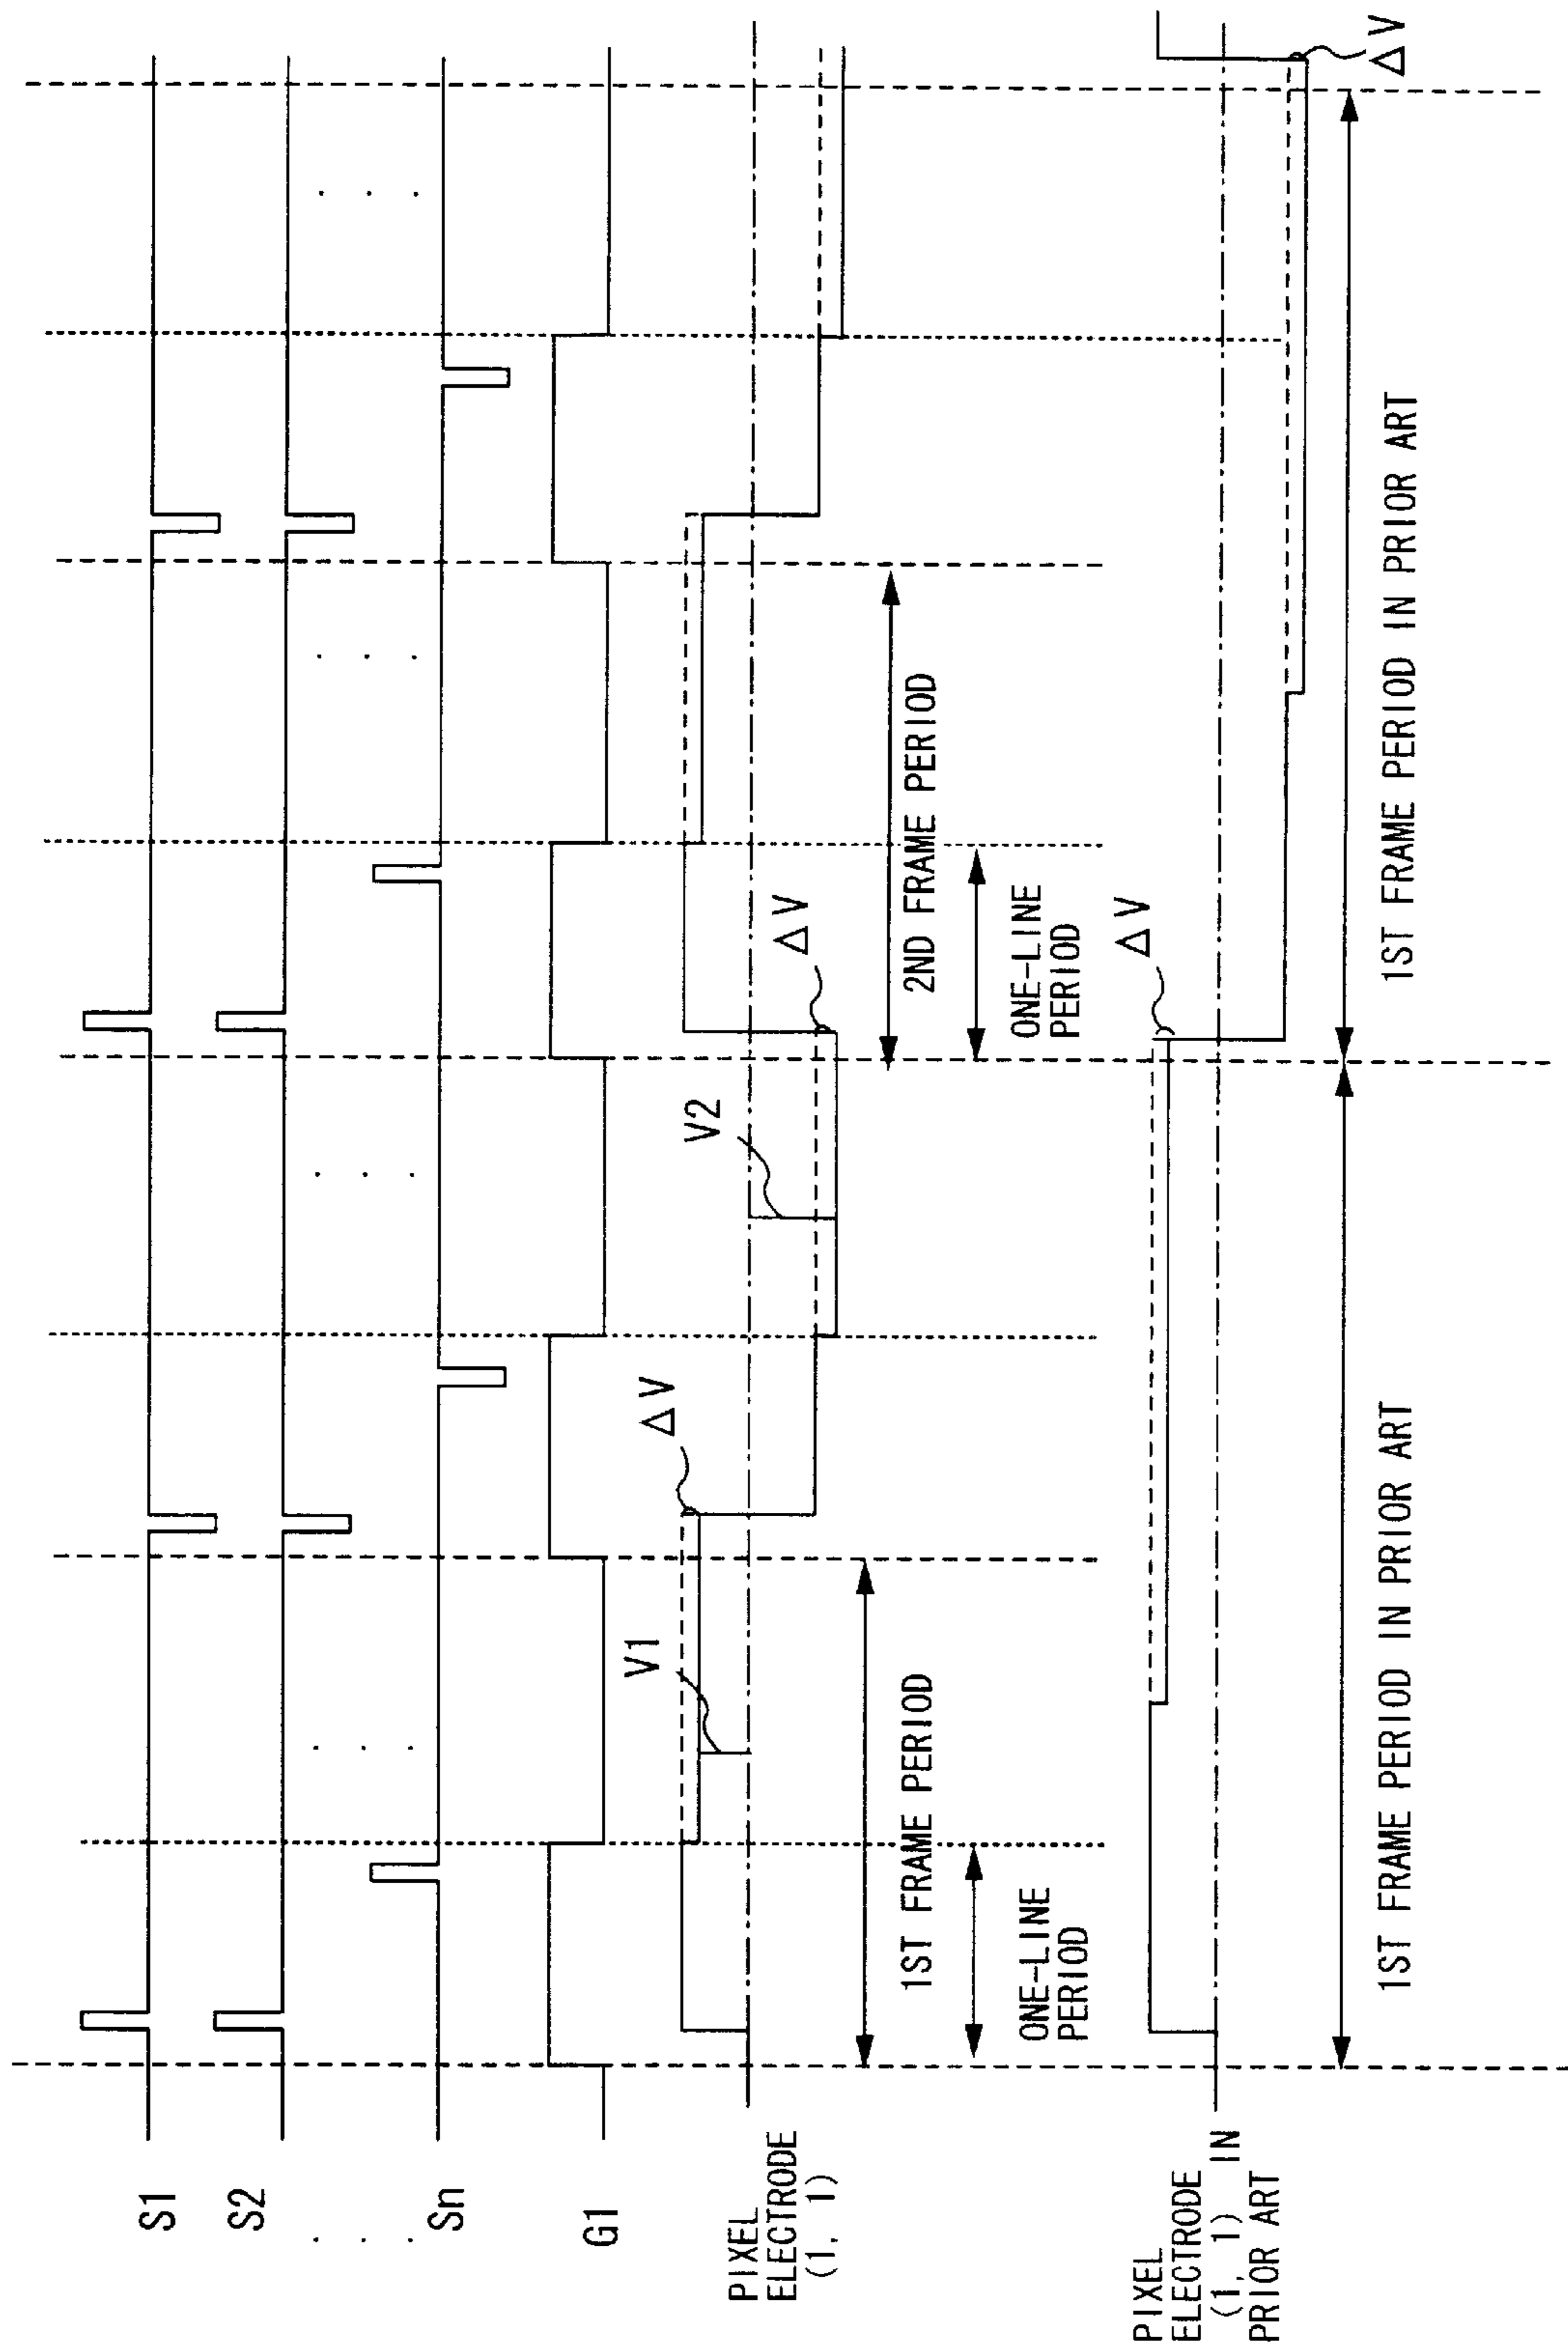 S1
S2
. . .
Sn
G1
PIXEL
ELECTRODE
(1, 1)
PIXEL
ELECTRODE
(1, 1) IN
PRIOR ART
. . .
. . .
. . .
. . .
V1
ΔV
V2
ΔV
1ST FRAME PERIOD
2ND FRAME PERIOD
ONE-LINE
PERIOD
ONE-LINE
PERIOD
ΔV
ΔV
1ST FRAME PERIOD IN PRIOR ART
1ST FRAME PERIOD IN PRIOR ART